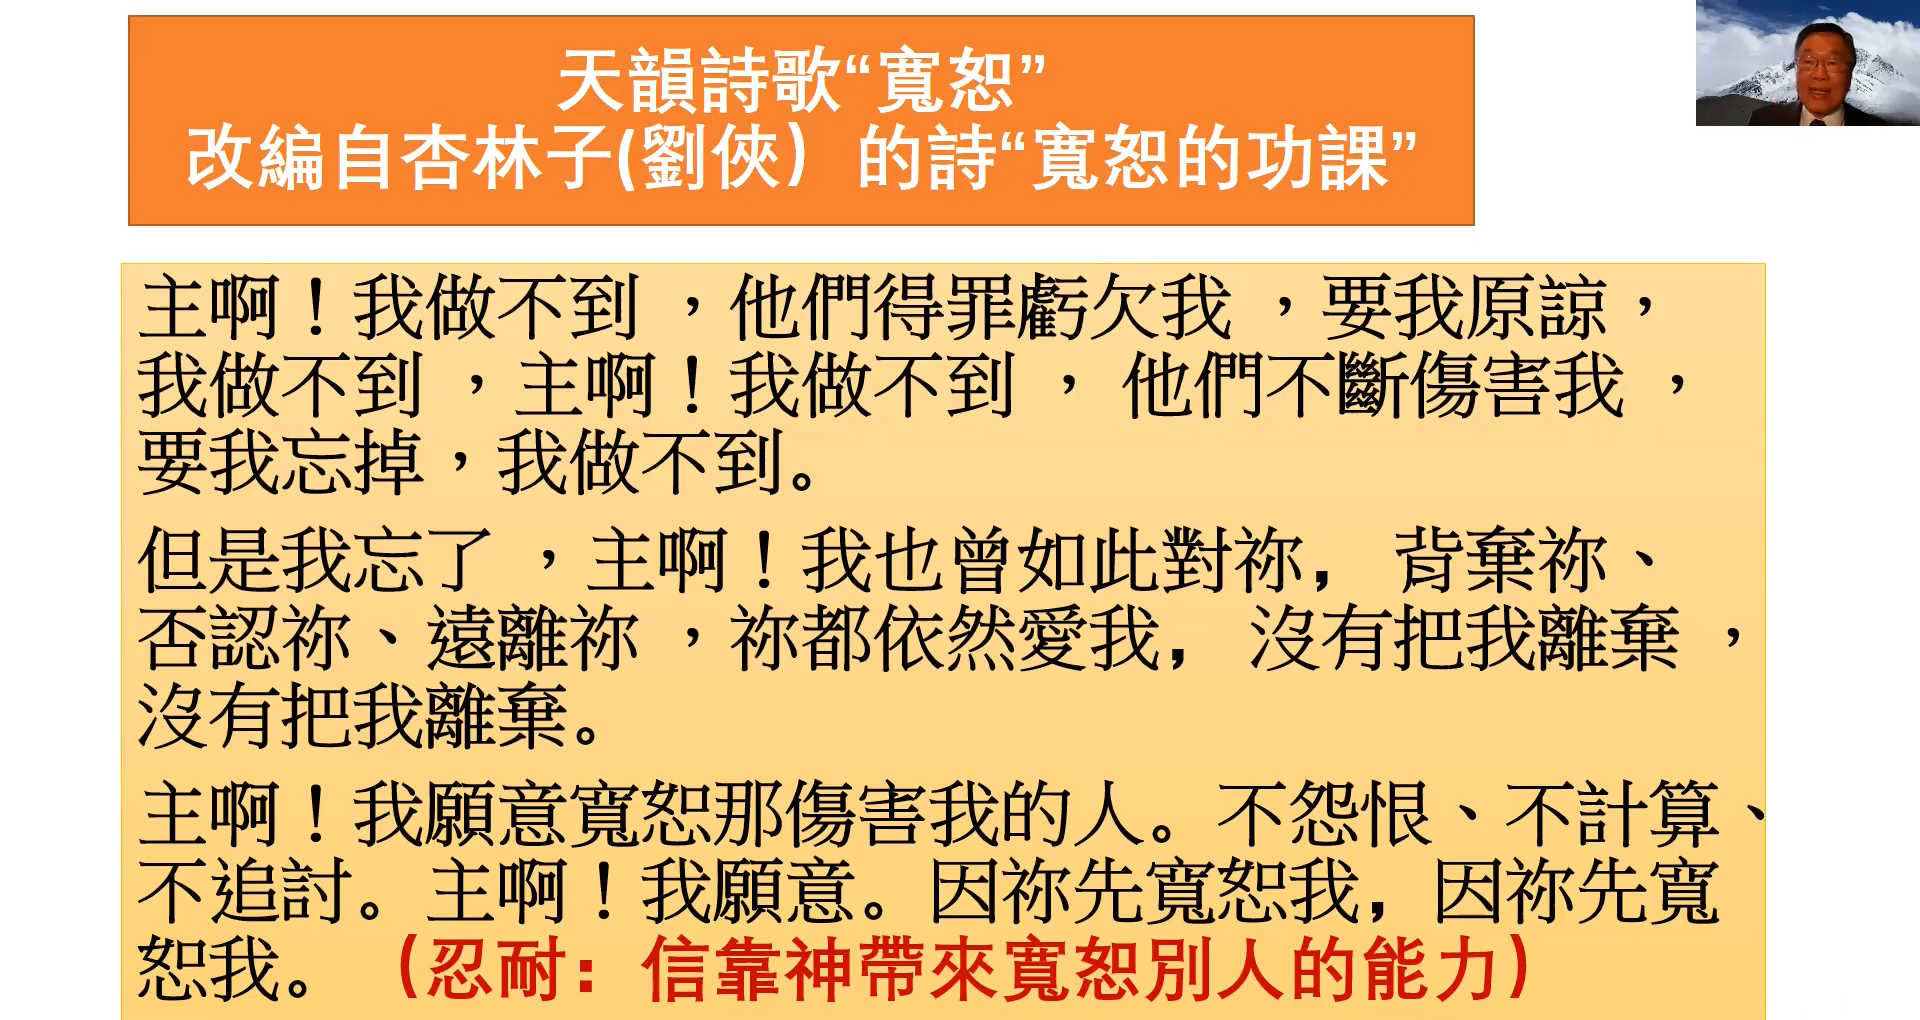 天韻詩歌“寬恕”
改編自杏林子(劉俠）的詩“寬恕的功課”
主啊！我做不到 ，他們得罪虧欠我 ，要我原諒，
我做不到 ，主啊！我做不到 ， 他們不斷傷害我 ，
要我忘掉，我做不到。
但是我忘了 ，主啊！我也曾如此對祢， 背棄祢、
否認祢、遠離祢 ，祢都依然愛我， 沒有把我離棄 ，
沒有把我離棄。
主啊！我願意寬恕那傷害我的人。不怨恨、不計算、
不追討。主啊！我願意。因祢先寬恕我，因祢先寬
恕我。（忍耐：信靠神帶來寬恕別人的能力）